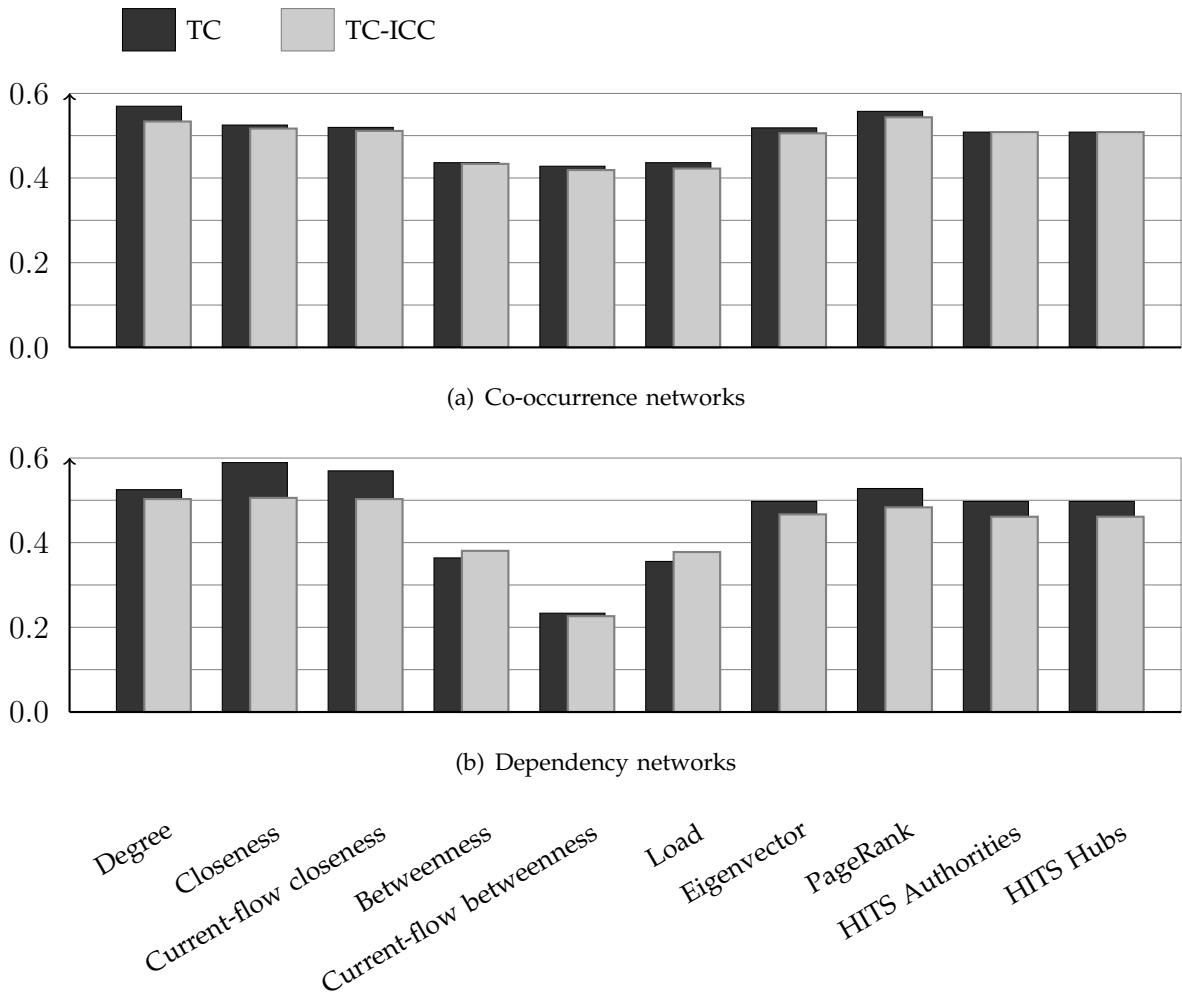 TC TC-ICC
0.6
0.4
0.2
0.0
(a) Co-occurrence networks
0.6
0.4
0.2
0.0
(b) Dependency networks
Degree
Closeness
Current-flow closeness
Betweenness
Current-flow betweenness
Load
Eigenvector
PageRank
HITS Authorities
HITS Hubs